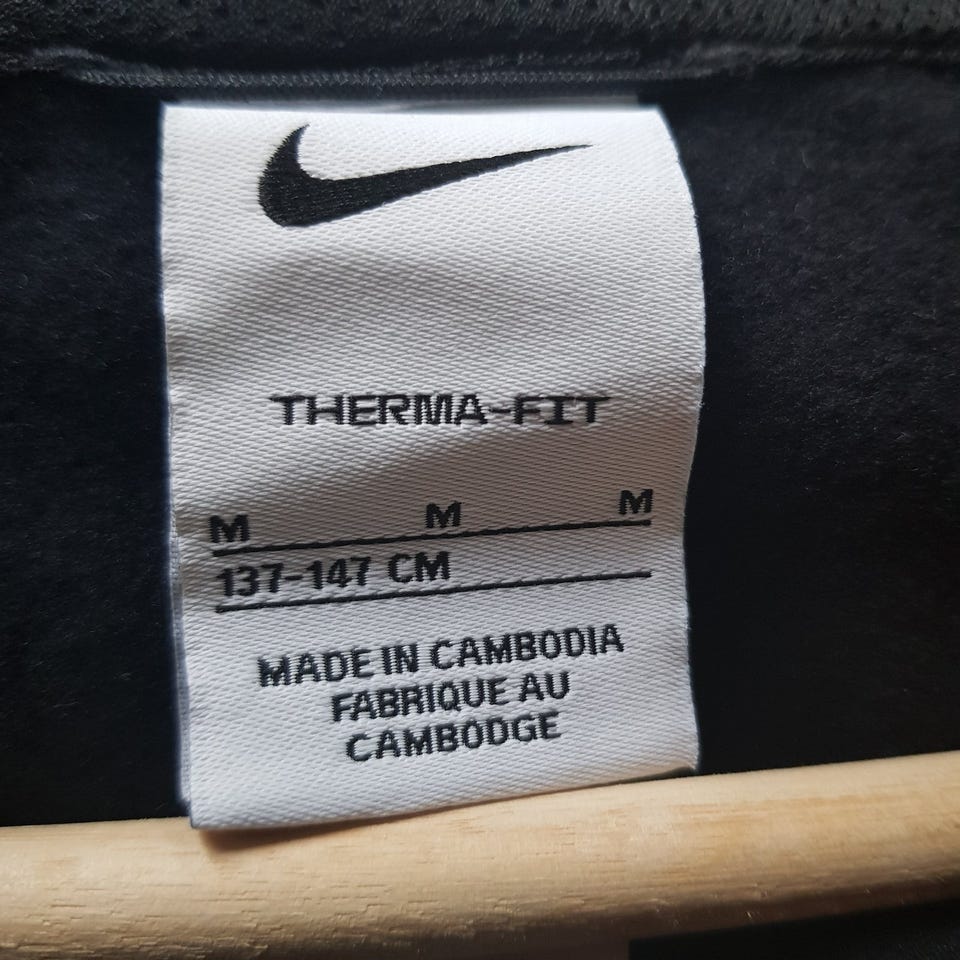 THERMA-FIT
M M M
137-147 CM
MADE IN CAMBODIA
FABRIQUE AU
CAMBODGE